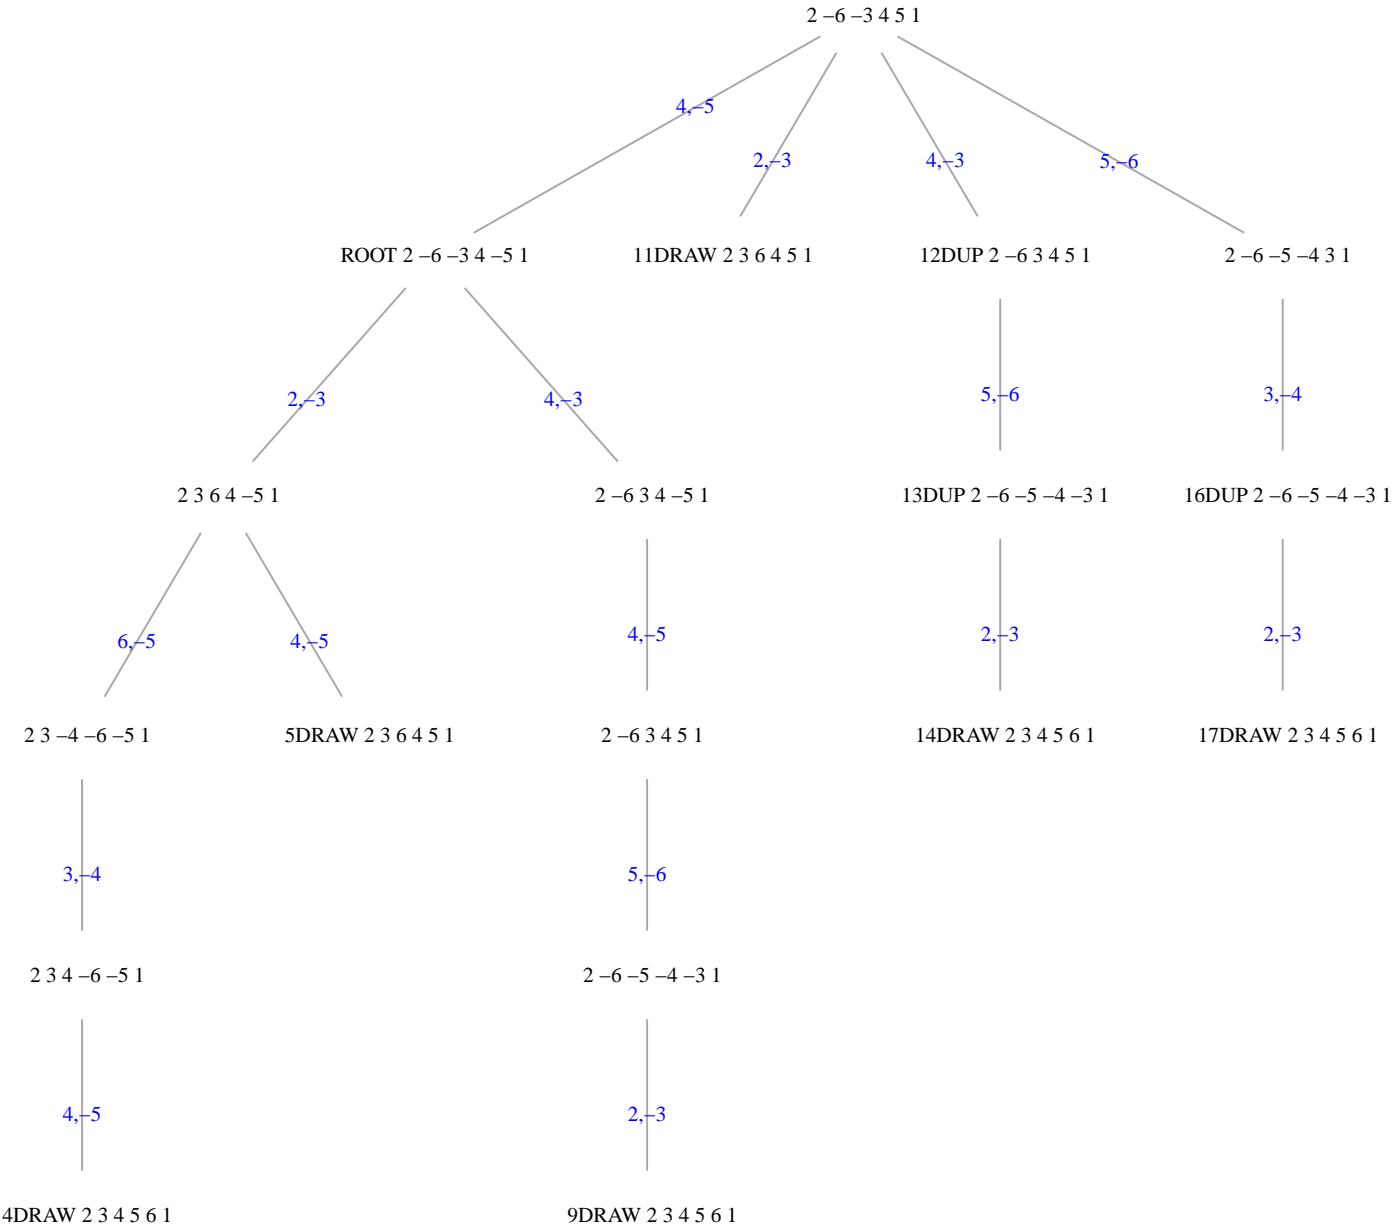 2 –6 –3 4 5 1
4,–5
2,–3
4,–3
5,–6
ROOT 2 –6 –3 4 –5 1
11DRAW 2 3 6 4 5 1
12DUP 2 –6 3 4 5 1
2 –6 –5 –4 3 1
2,–3
4,–3
5,–6
3,–4
2 3 6 4 –5 1
2 –6 3 4 –5 1
13DUP 2 –6 –5 –4 –3 1
16DUP 2 –6 –5 –4 –3 1
6,–5
4,–5
4,–5
2,–3
2,–3
2 3 –4 –6 –5 1
5DRAW 2 3 6 4 5 1
2 –6 3 4 5 1
14DRAW 2 3 4 5 6 1
17DRAW 2 3 4 5 6 1
3,–4
5,–6
2 3 4 –6 –5 1
2 –6 –5 –4 –3 1
4,–5
2,–3
4DRAW 2 3 4 5 6 1
9DRAW 2 3 4 5 6 1